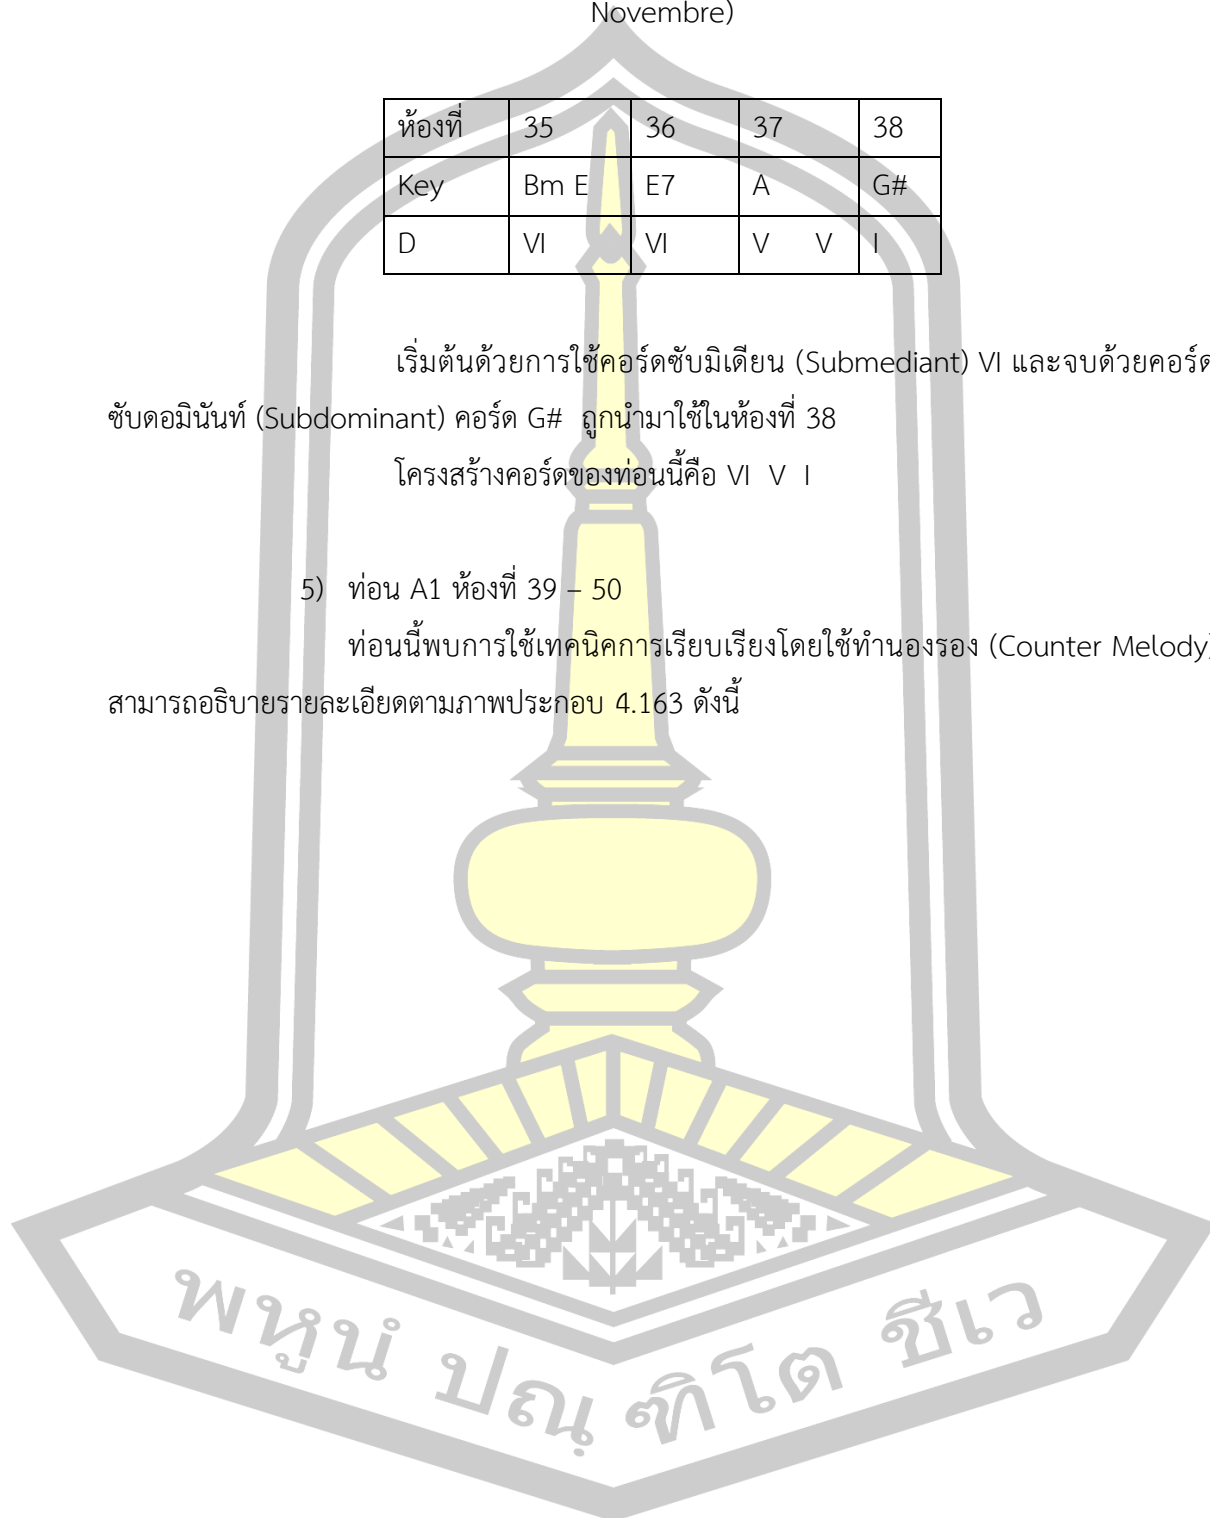 Novembre)
ห้องที่ 35 36 37 38
Key Bm E E7 A G#
D VI VI V V I
เริ่มต้นด้วยการใช้คอร์ดซับมิเดียน (Submediant) VI และจบด้วยคอร์ด
ซับดอมินันท์ (Subdominant) คอร์ด G# ถูกนำมาใช้ในห้องที่ 38
โครงสร้างคอร์ดของท่อนนี้คือ VI V I
5) ท่อน A1 ห้องที่ 39 – 50
ท่อนนี้พบการใช้เทคนิคการเรียบเรียงโดยใช้ทำนองรอง (Counter Melody)
สามารถอธิบายรายละเอียดตามภาพประกอบ 4.163 ดังนี้
พหูนํ ปณฺฑิโต ชีเว